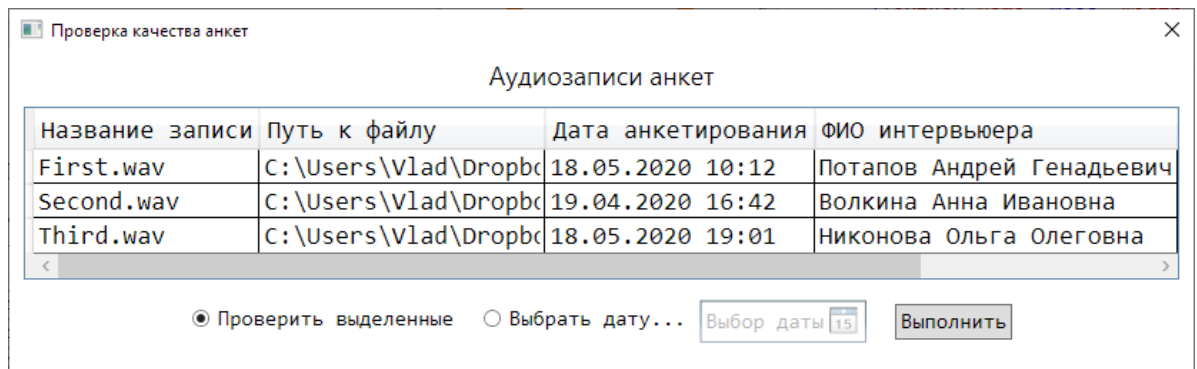 Проверка качества анкет
Аудиозаписи анкет
Название записи Путь к файлу Дата анкетирования ФИО интервьюера
First.wav C:\Users\Vlad\Dropbo 18.05.2020 10:12 Потапов Андрей Генадьевич
Second.wav C:\Users\Vlad\Dropbo 19.04.2020 16:42 Волкина Анна Ивановна
Third.wav C:\Users\Vlad\Dropbo 18.05.2020 19:01 Никонова Ольга Олеговна
Проверить выделенные Выбрать дату... Выбор даты 15 Выполнить